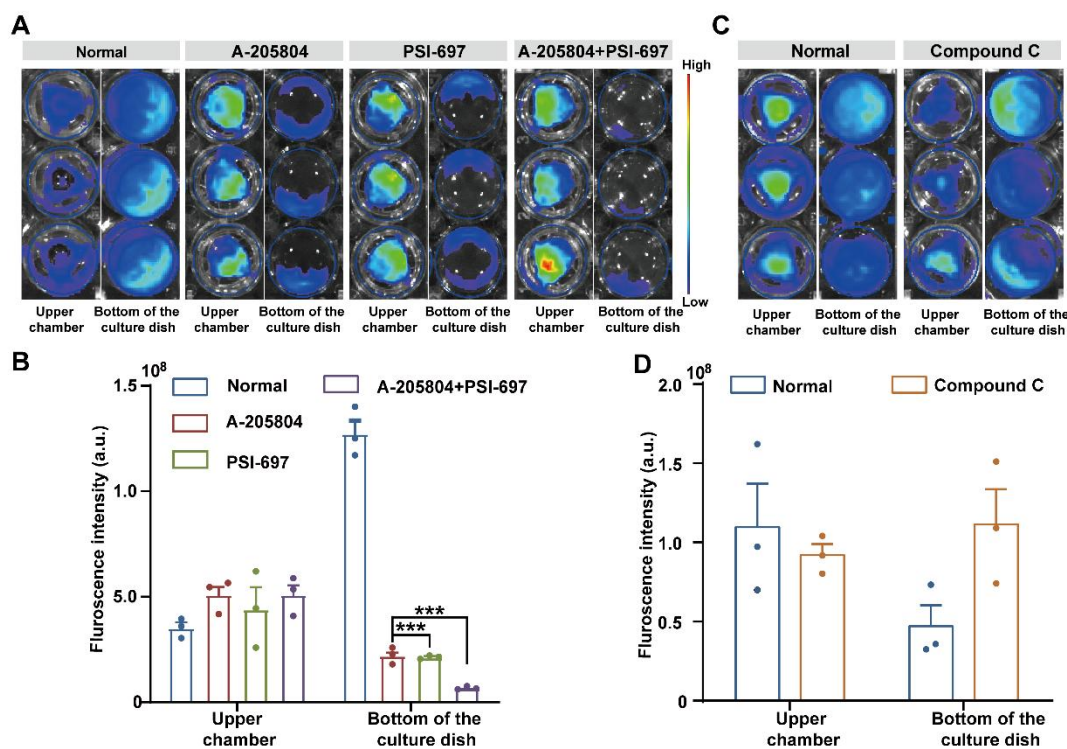 A
Normal
A-205804
PSI-697
A-205804+PSI-697
High
Low
Upper
chamber
Bottom of the
culture dish
Upper
chamber
Bottom of the
culture dish
Upper
chamber
Bottom of the
culture dish
Upper
chamber
Bottom of the
culture dish
C
Normal
Compound C
Upper
chamber
Bottom of the
culture dish
Upper
chamber
Bottom of the
culture dish
B
10⁸
Fluroscence intensity (a.u.)
1.5
1.0
5.0
0
Normal
A-205804
PSI-697
A-205804+PSI-697
***
***
Upper
chamber
Bottom of the
culture dish
D
10⁸
Fluroscence intensity (a.u.)
2.0
1.5
1.0
0.5
0
Normal
Compound C
Upper
chamber
Bottom of the
culture dish